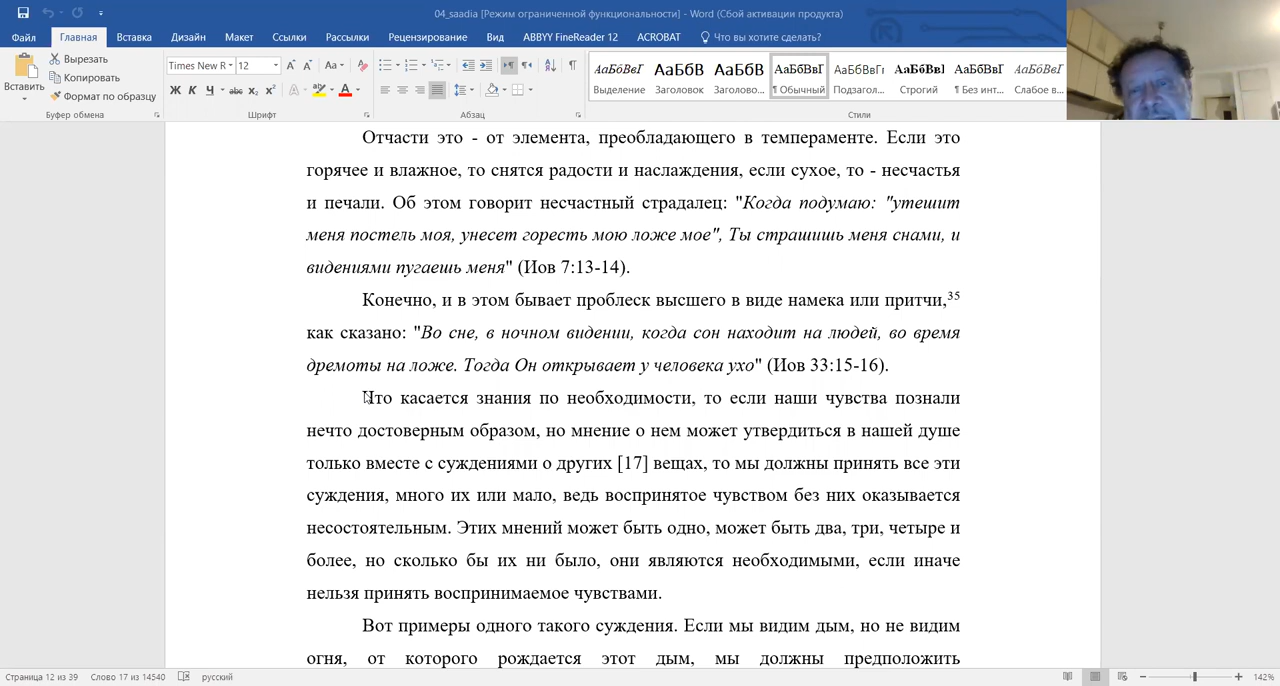 04_saadia [Режим ограниченной функциональности] - Word (Сбой активации продукта)
Файл Главная Вставка Дизайн Макет Ссылки Рассылки Рецензирование Вид ABBYY FineReader 12 ACROBAT Что вы хотите сделать?
Вставить
Вырезать
Копировать
Формат по образцу
Буфер обмена
Times New R 12
Ж К Ч abc x₂ x²
Шрифт
Абзац
АаБбВвГ АаБбВ АаБбВ АаБбВвГ АаБбВвГг АаБбВвГ АаБбВвГ АаБбВвГ
Выделение Заголовок Заголово... ¶ Обычный Подзагол... Строгий ¶ Без инт... Слабое в...
Стили
Отчасти это - от элемента, преобладающего в темпераменте. Если это
горячее и влажное, то снятся радости и наслаждения, если сухое, то - несчастья
и печали. Об этом говорит несчастный страдалец: "Когда подумаю: "утешит
меня постель моя, унесет горесть мою ложе мое", Ты страшишь меня снами, и
видениями пугаешь меня" (Иов 7:13-14).
Конечно, и в этом бывает проблеск высшего в виде намека или притчи,³⁵
как сказано: "Во сне, в ночном видении, когда сон находит на людей, во время
дремоты на ложе. Тогда Он открывает у человека ухо" (Иов 33:15-16).
Что касается знания по необходимости, то если наши чувства познали
нечто достоверным образом, но мнение о нем может утвердиться в нашей душе
только вместе с суждениями о других [17] вещах, то мы должны принять все эти
суждения, много их или мало, ведь воспринятое чувством без них оказывается
несостоятельным. Этих мнений может быть одно, может быть два, три, четыре и
более, но сколько бы их ни было, они являются необходимыми, если иначе
нельзя принять воспринимаемое чувствами.
Вот примеры одного такого суждения. Если мы видим дым, но не видим
огня, от которого рождается этот дым, мы должны предположить
Страница 12 из 39 Слово 17 из 14540 русский 142%